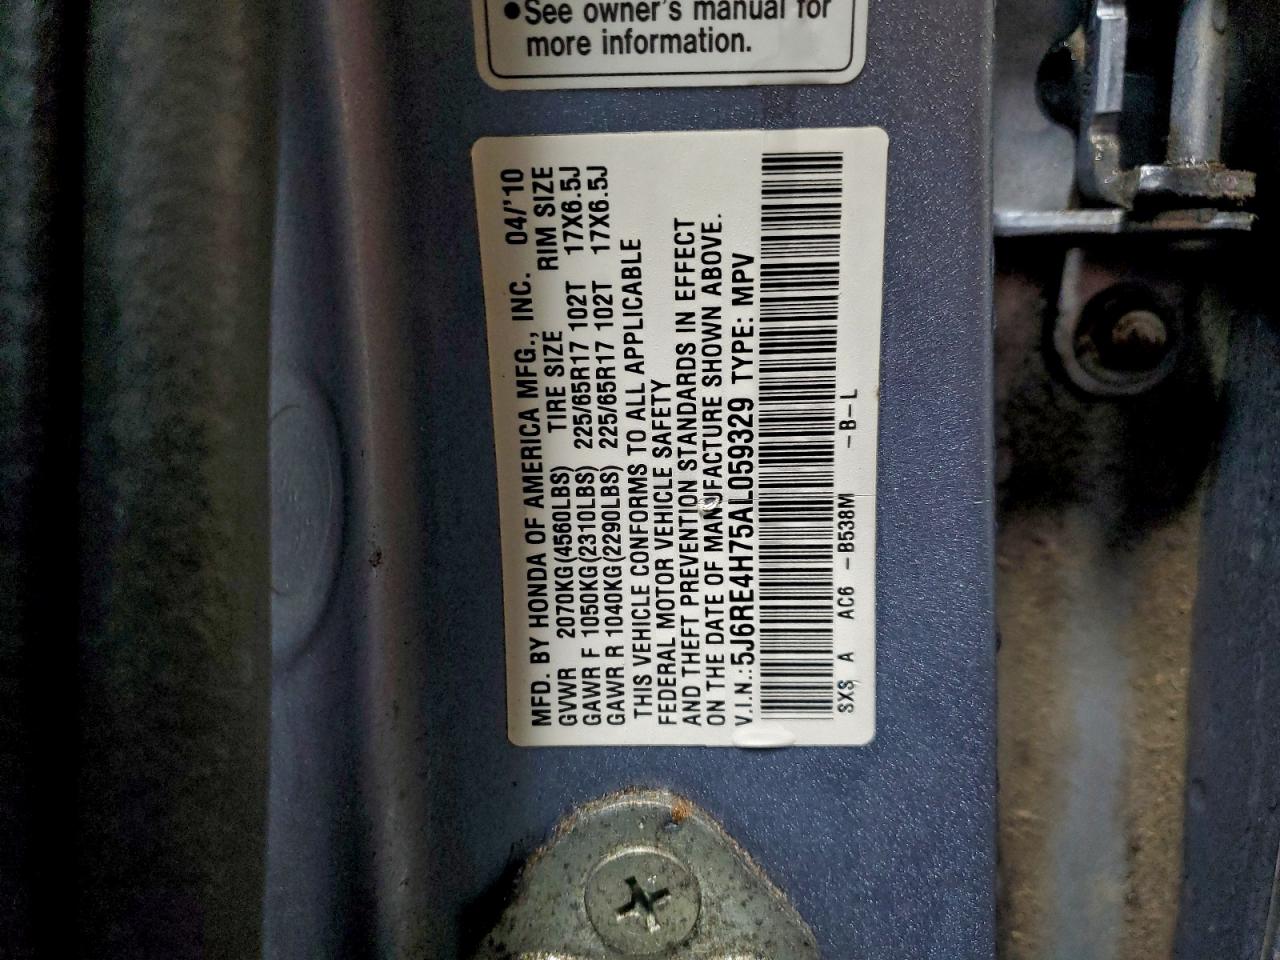 •See owner's manual for
more information.
MFD. BY HONDA OF AMERICA MFG., INC. 04/'10
GVWR 2070KG(4560LBS) TIRE SIZE RIM SIZE
GAWR F 1050KG(2310LBS) 225/65R17 102T 17X6.5J
GAWR R 1040KG(2290LBS) 225/65R17 102T 17X6.5J
THIS VEHICLE CONFORMS TO ALL APPLICABLE
FEDERAL MOTOR VEHICLE SAFETY
AND THEFT PREVENTION STANDARDS IN EFFECT
ON THE DATE OF MANUFACTURE SHOWN ABOVE.
V.I.N.:5J6RE4H75AL059329 TYPE: MPV
SXS A AC6 -B538M -B-L